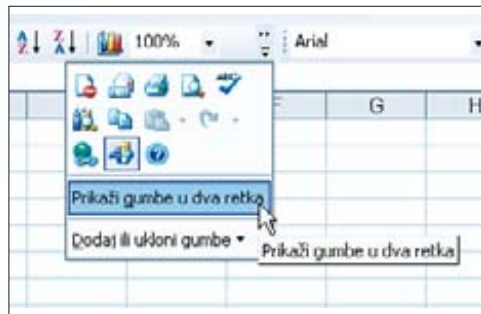 A Z Z A 100% Arial
F G H
Prikaži gumbe u dva retka
Dodaj ili ukloni gumbe
Prikaži gumbe u dva retka